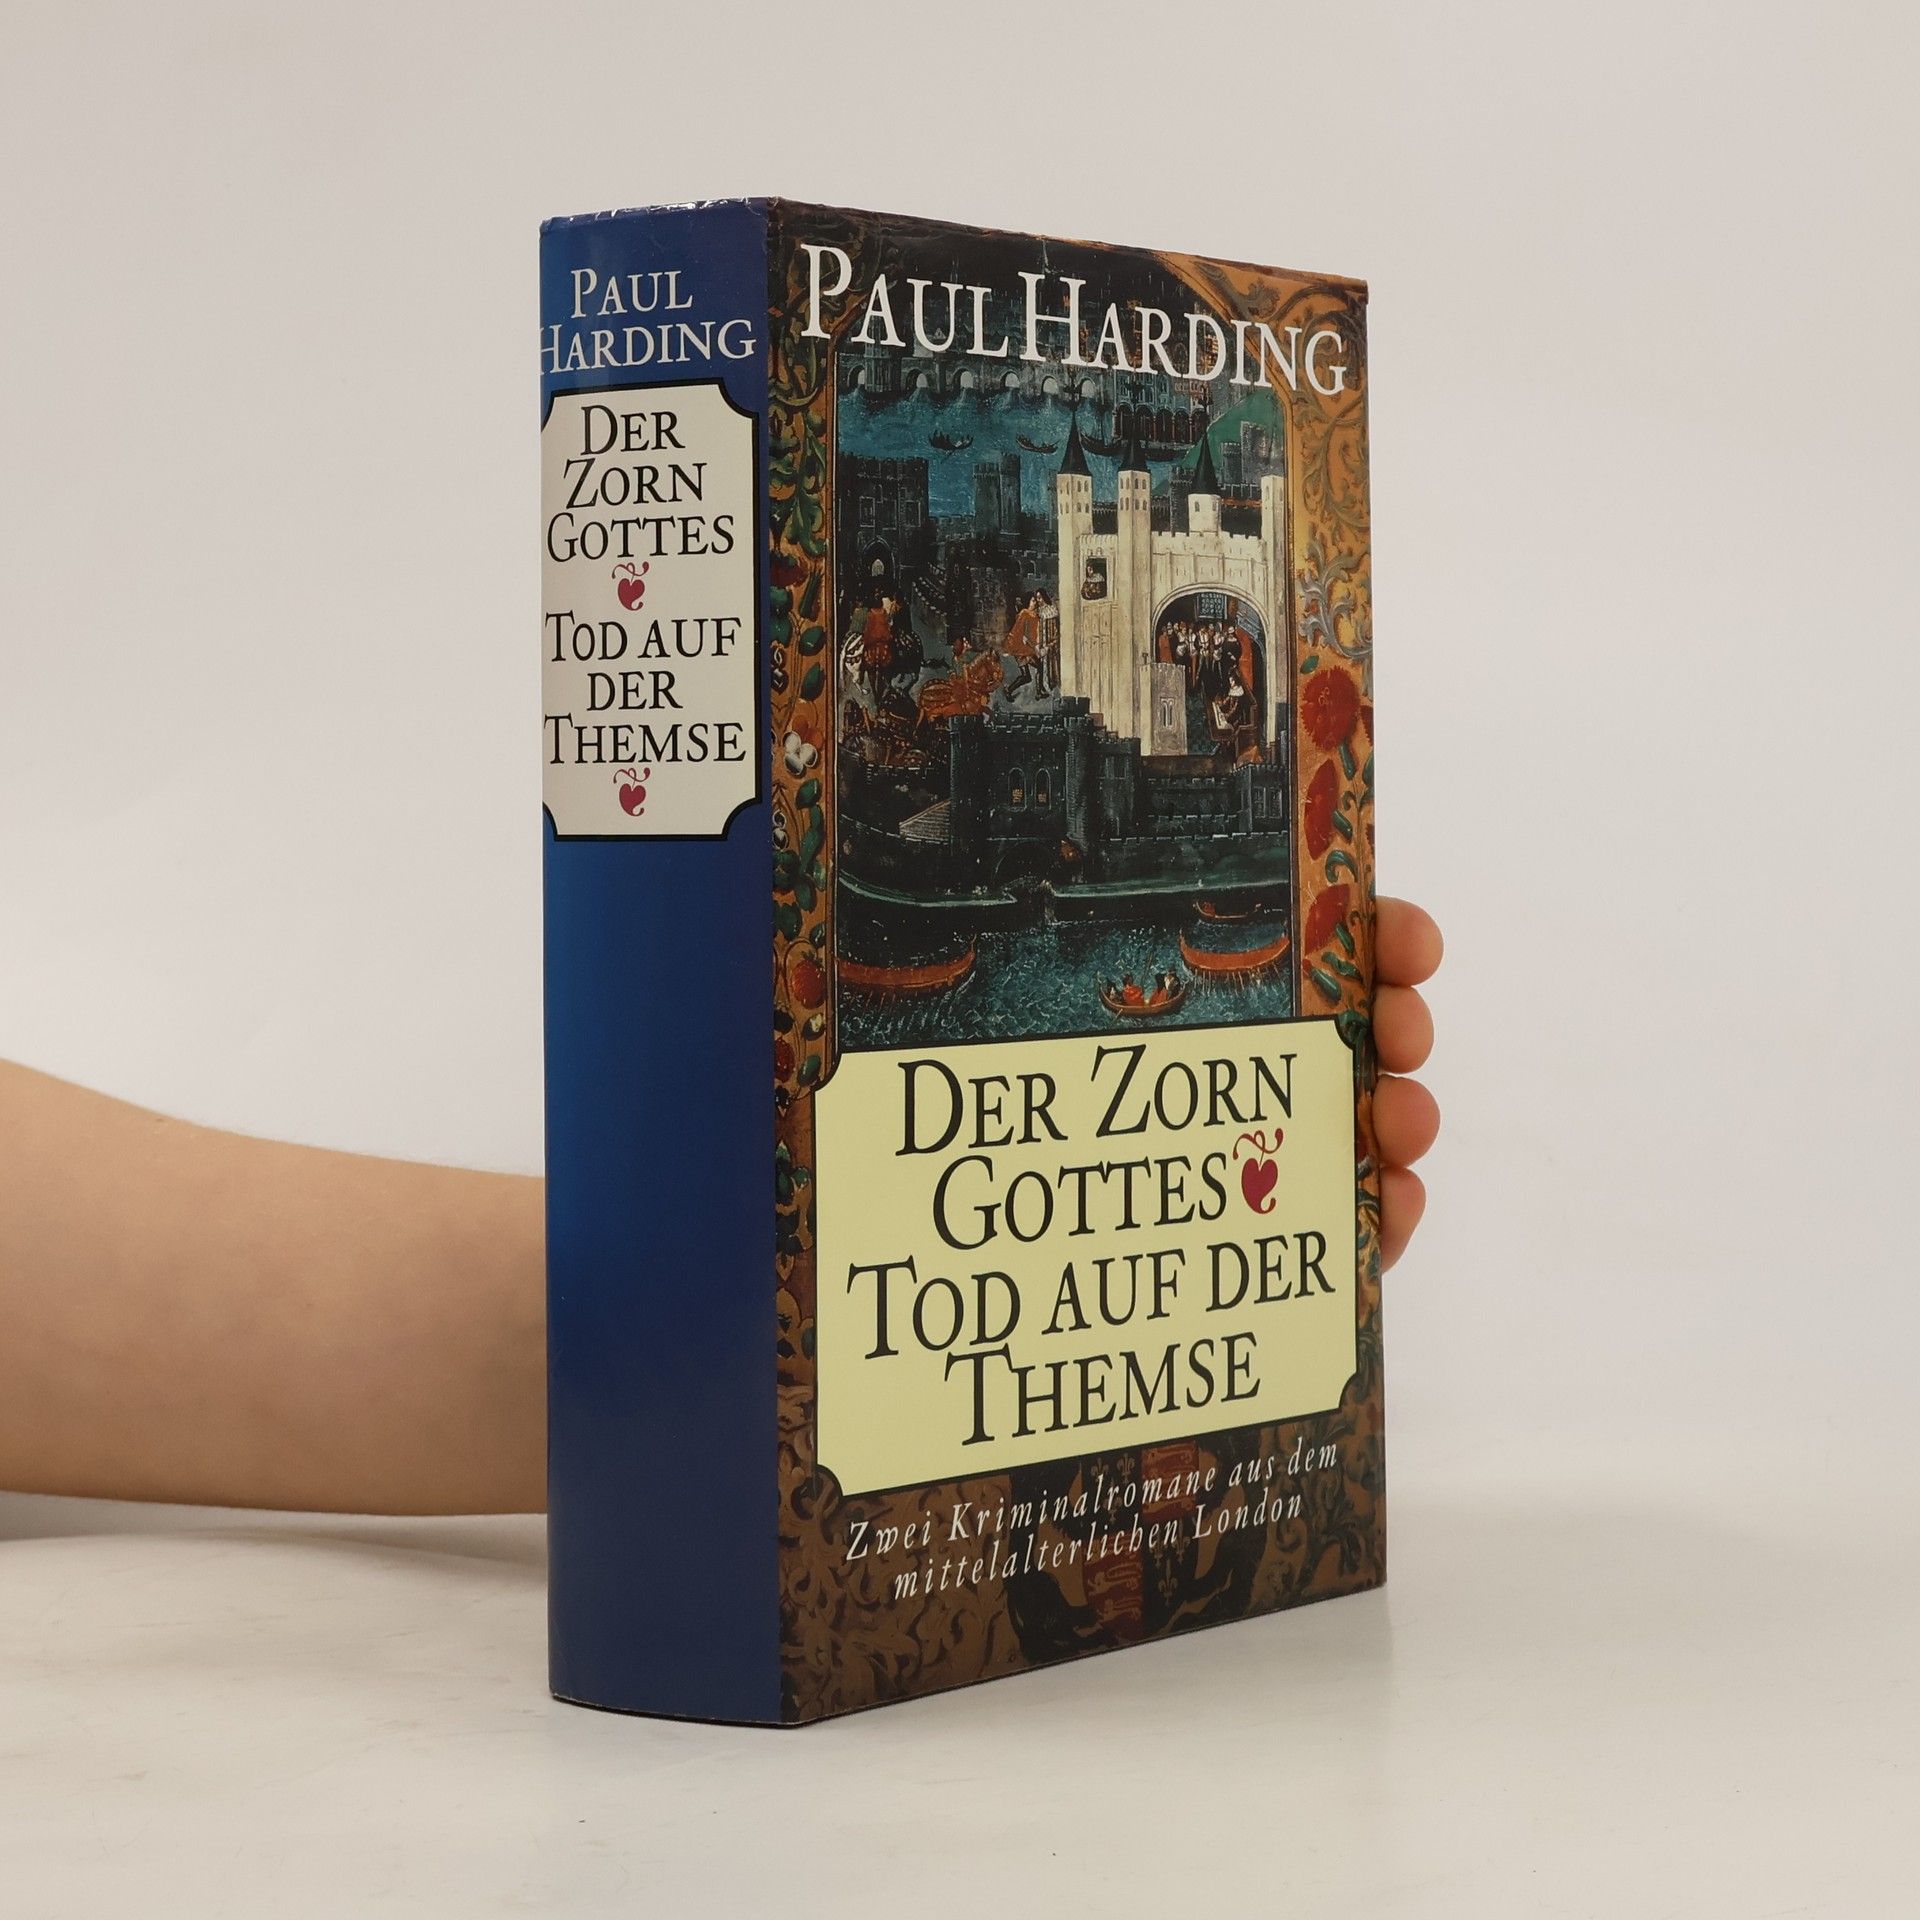 PAUL
HARDING
DER
ZORN
GOTTES
TOD AUF
DER
THEMSE
PAUL HARDING
DER ZORN
GOTTES
TOD AUF DER
THEMSE
Zwei Kriminalromane aus dem
mittelalterlichen London